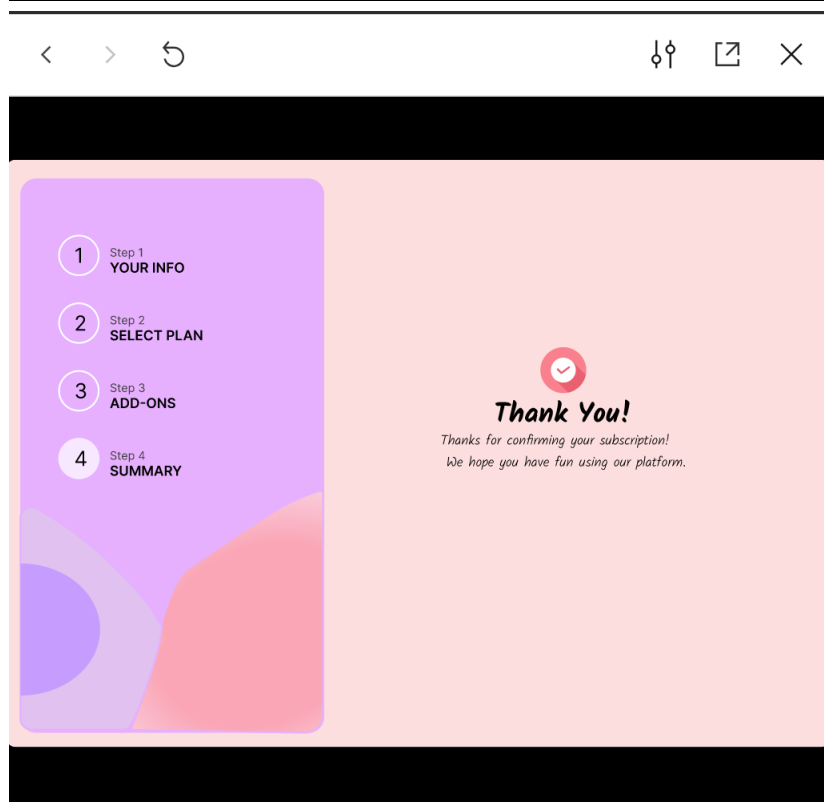 1
Step 1
YOUR INFO
2
Step 2
SELECT PLAN
3
Step 3
ADD-ONS
4
Step 4
SUMMARY
Thank You!
Thanks for confirming your subscription!
We hope you have fun using our platform.